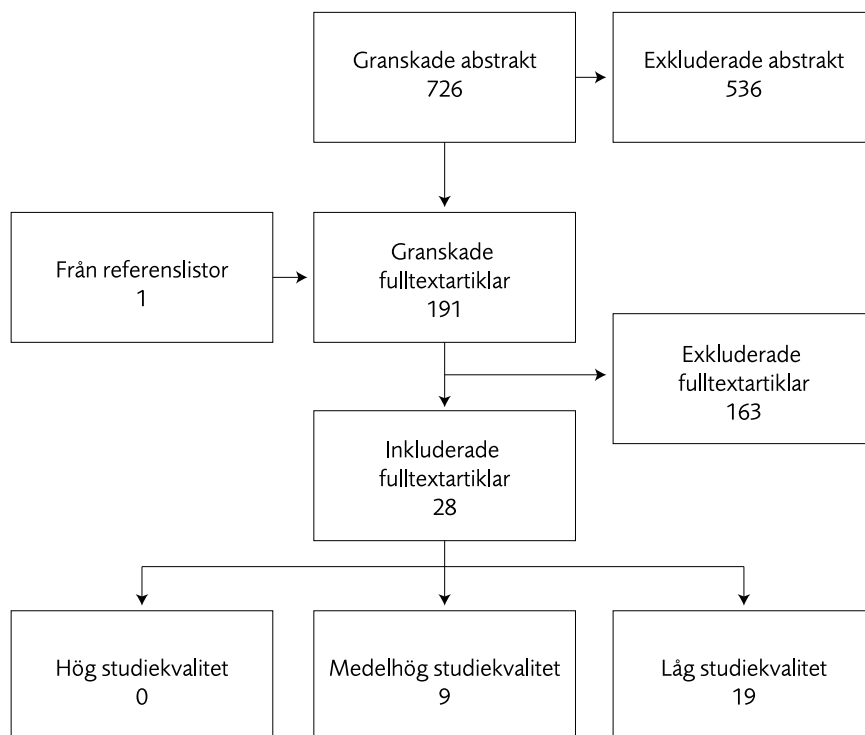 Granskade abstrakt
726
Exkluderade abstrakt
536
Från referenslistor
1
Granskade
fulltextartiklar
191
Exkluderade
fulltextartiklar
163
Inkluderade
fulltextartiklar
28
Hög studiekvalitet
0
Medelhög studiekvalitet
9
Låg studiekvalitet
19